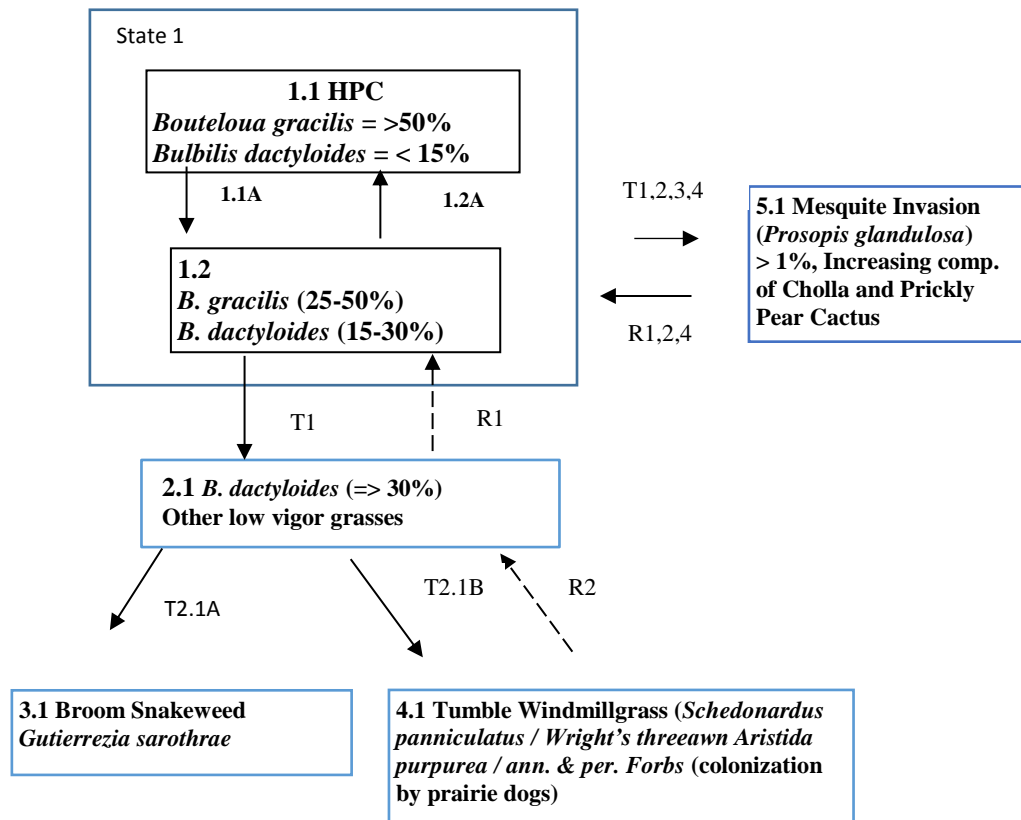 State 1
1.1 HPC
Bouteloua gracilis = >50%
Bulbilis dactyloides = < 15%
1.1A
1.2A
1.2
B. gracilis (25-50%)
B. dactyloides (15-30%)
T1,2,3,4
R1,2,4
5.1 Mesquite Invasion
(Prosopis glandulosa)
> 1%, Increasing comp.
of Cholla and Prickly
Pear Cactus
T1
R1
2.1 B. dactyloides (=> 30%)
Other low vigor grasses
T2.1A
T2.1B
R2
3.1 Broom Snakeweed
Gutierrezia sarothrae
4.1 Tumble Windmillgrass (Schedonardus
panniculatus / Wright's threeawn Aristida
purpurea / ann. & per. Forbs (colonization
by prairie dogs)